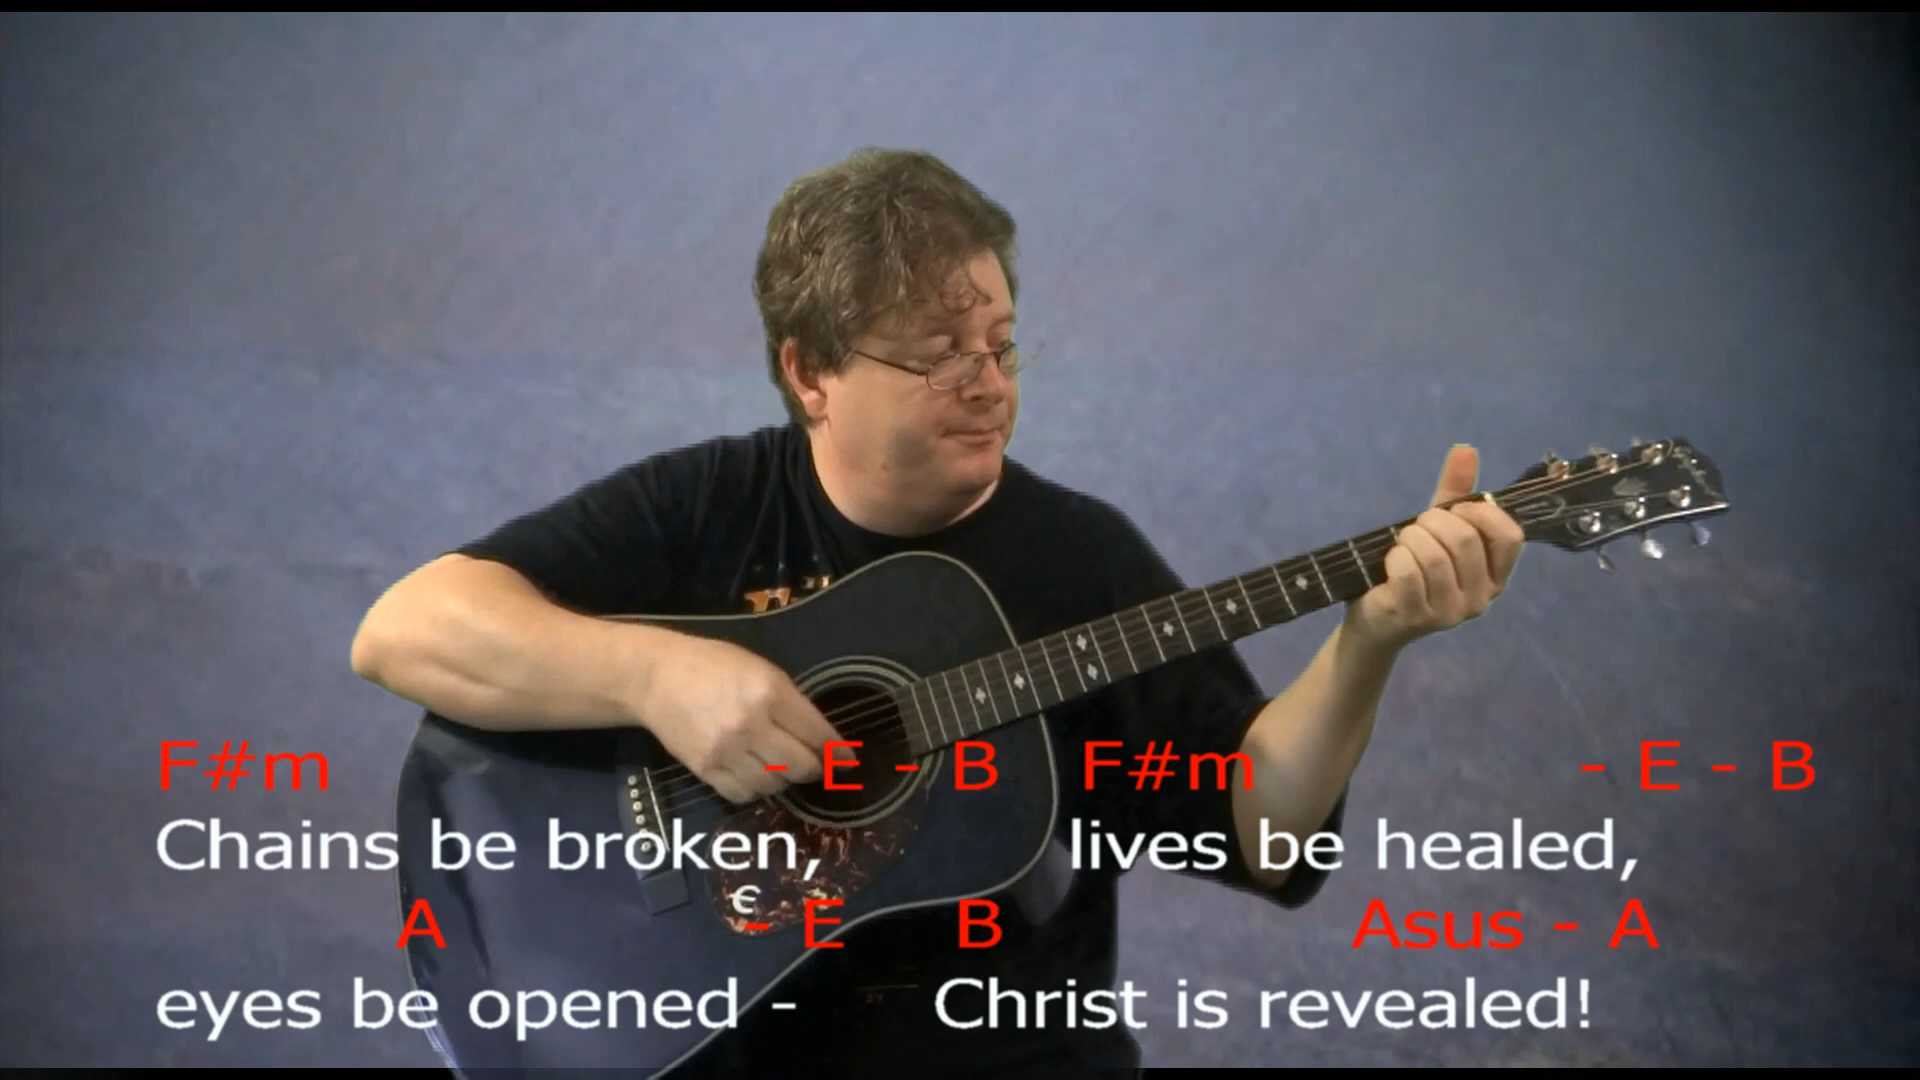 F#m - E - B F#m - E - B
Chains be broken, lives be healed,
A - E B Asus - A
eyes be opened - Christ is revealed!